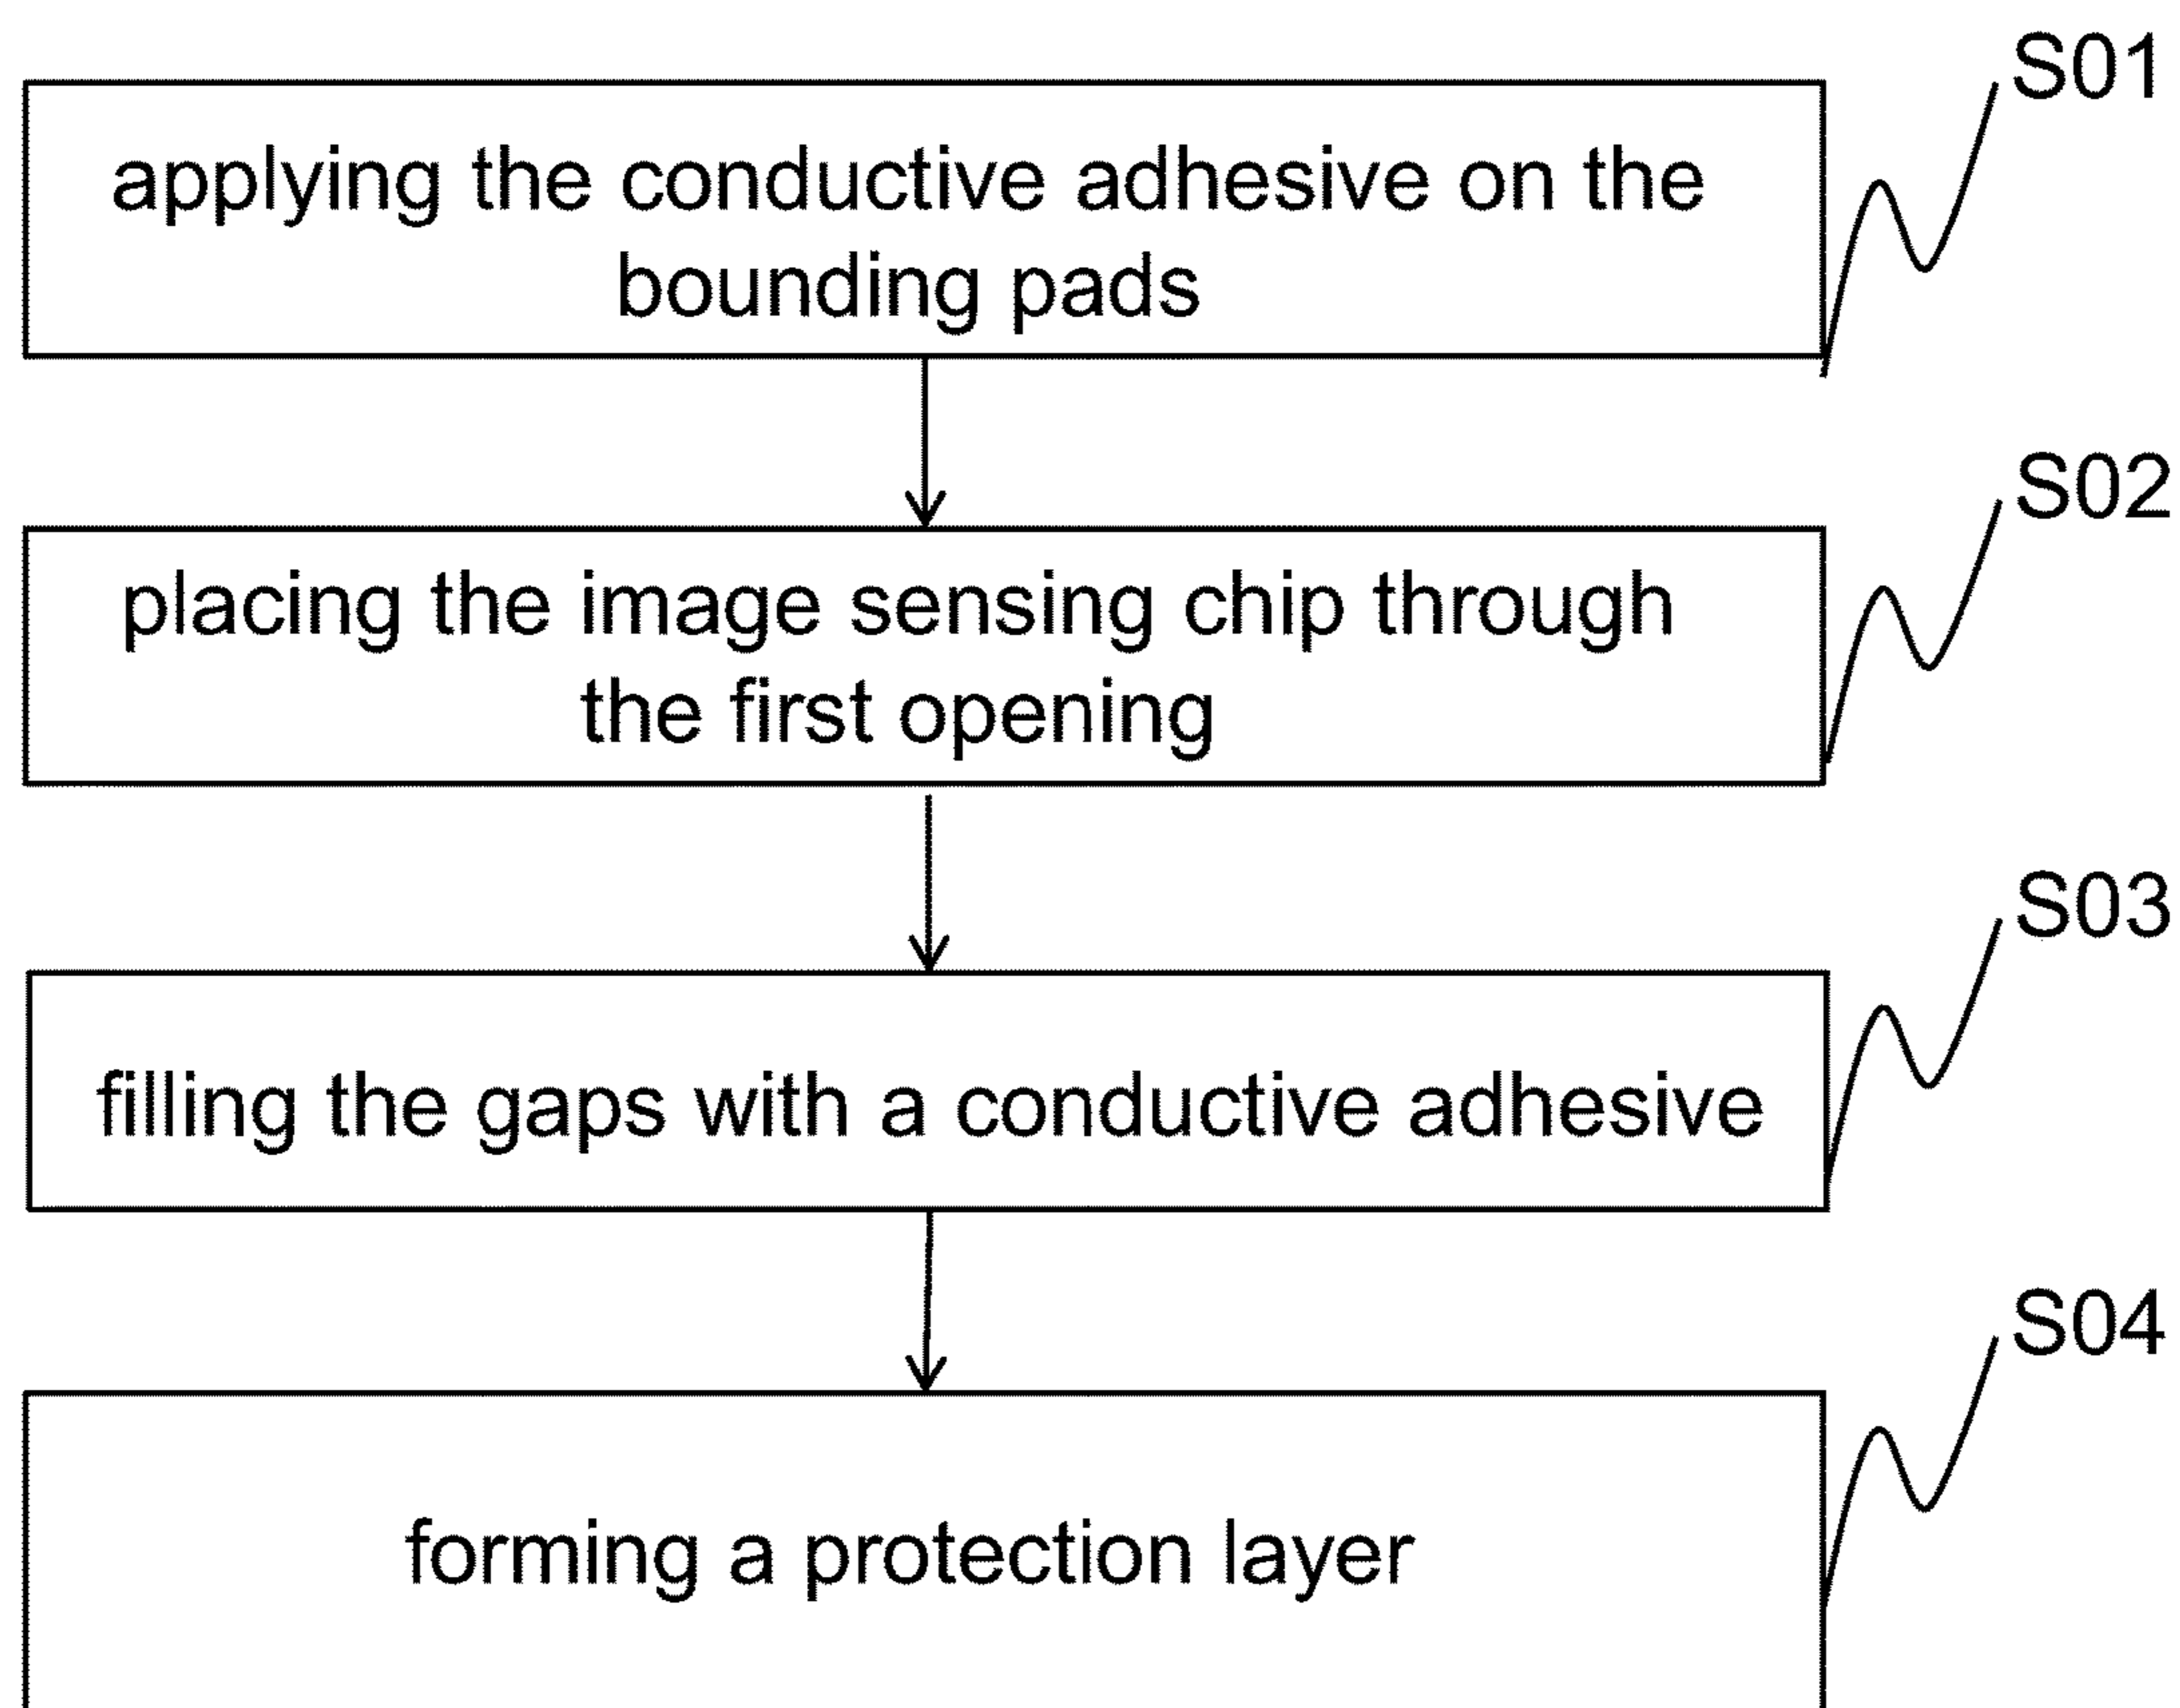 S01
applying the conductive adhesive on the
bounding pads
S02
placing the image sensing chip through
the first opening
S03
filling the gaps with a conductive adhesive
S04
forming a protection layer